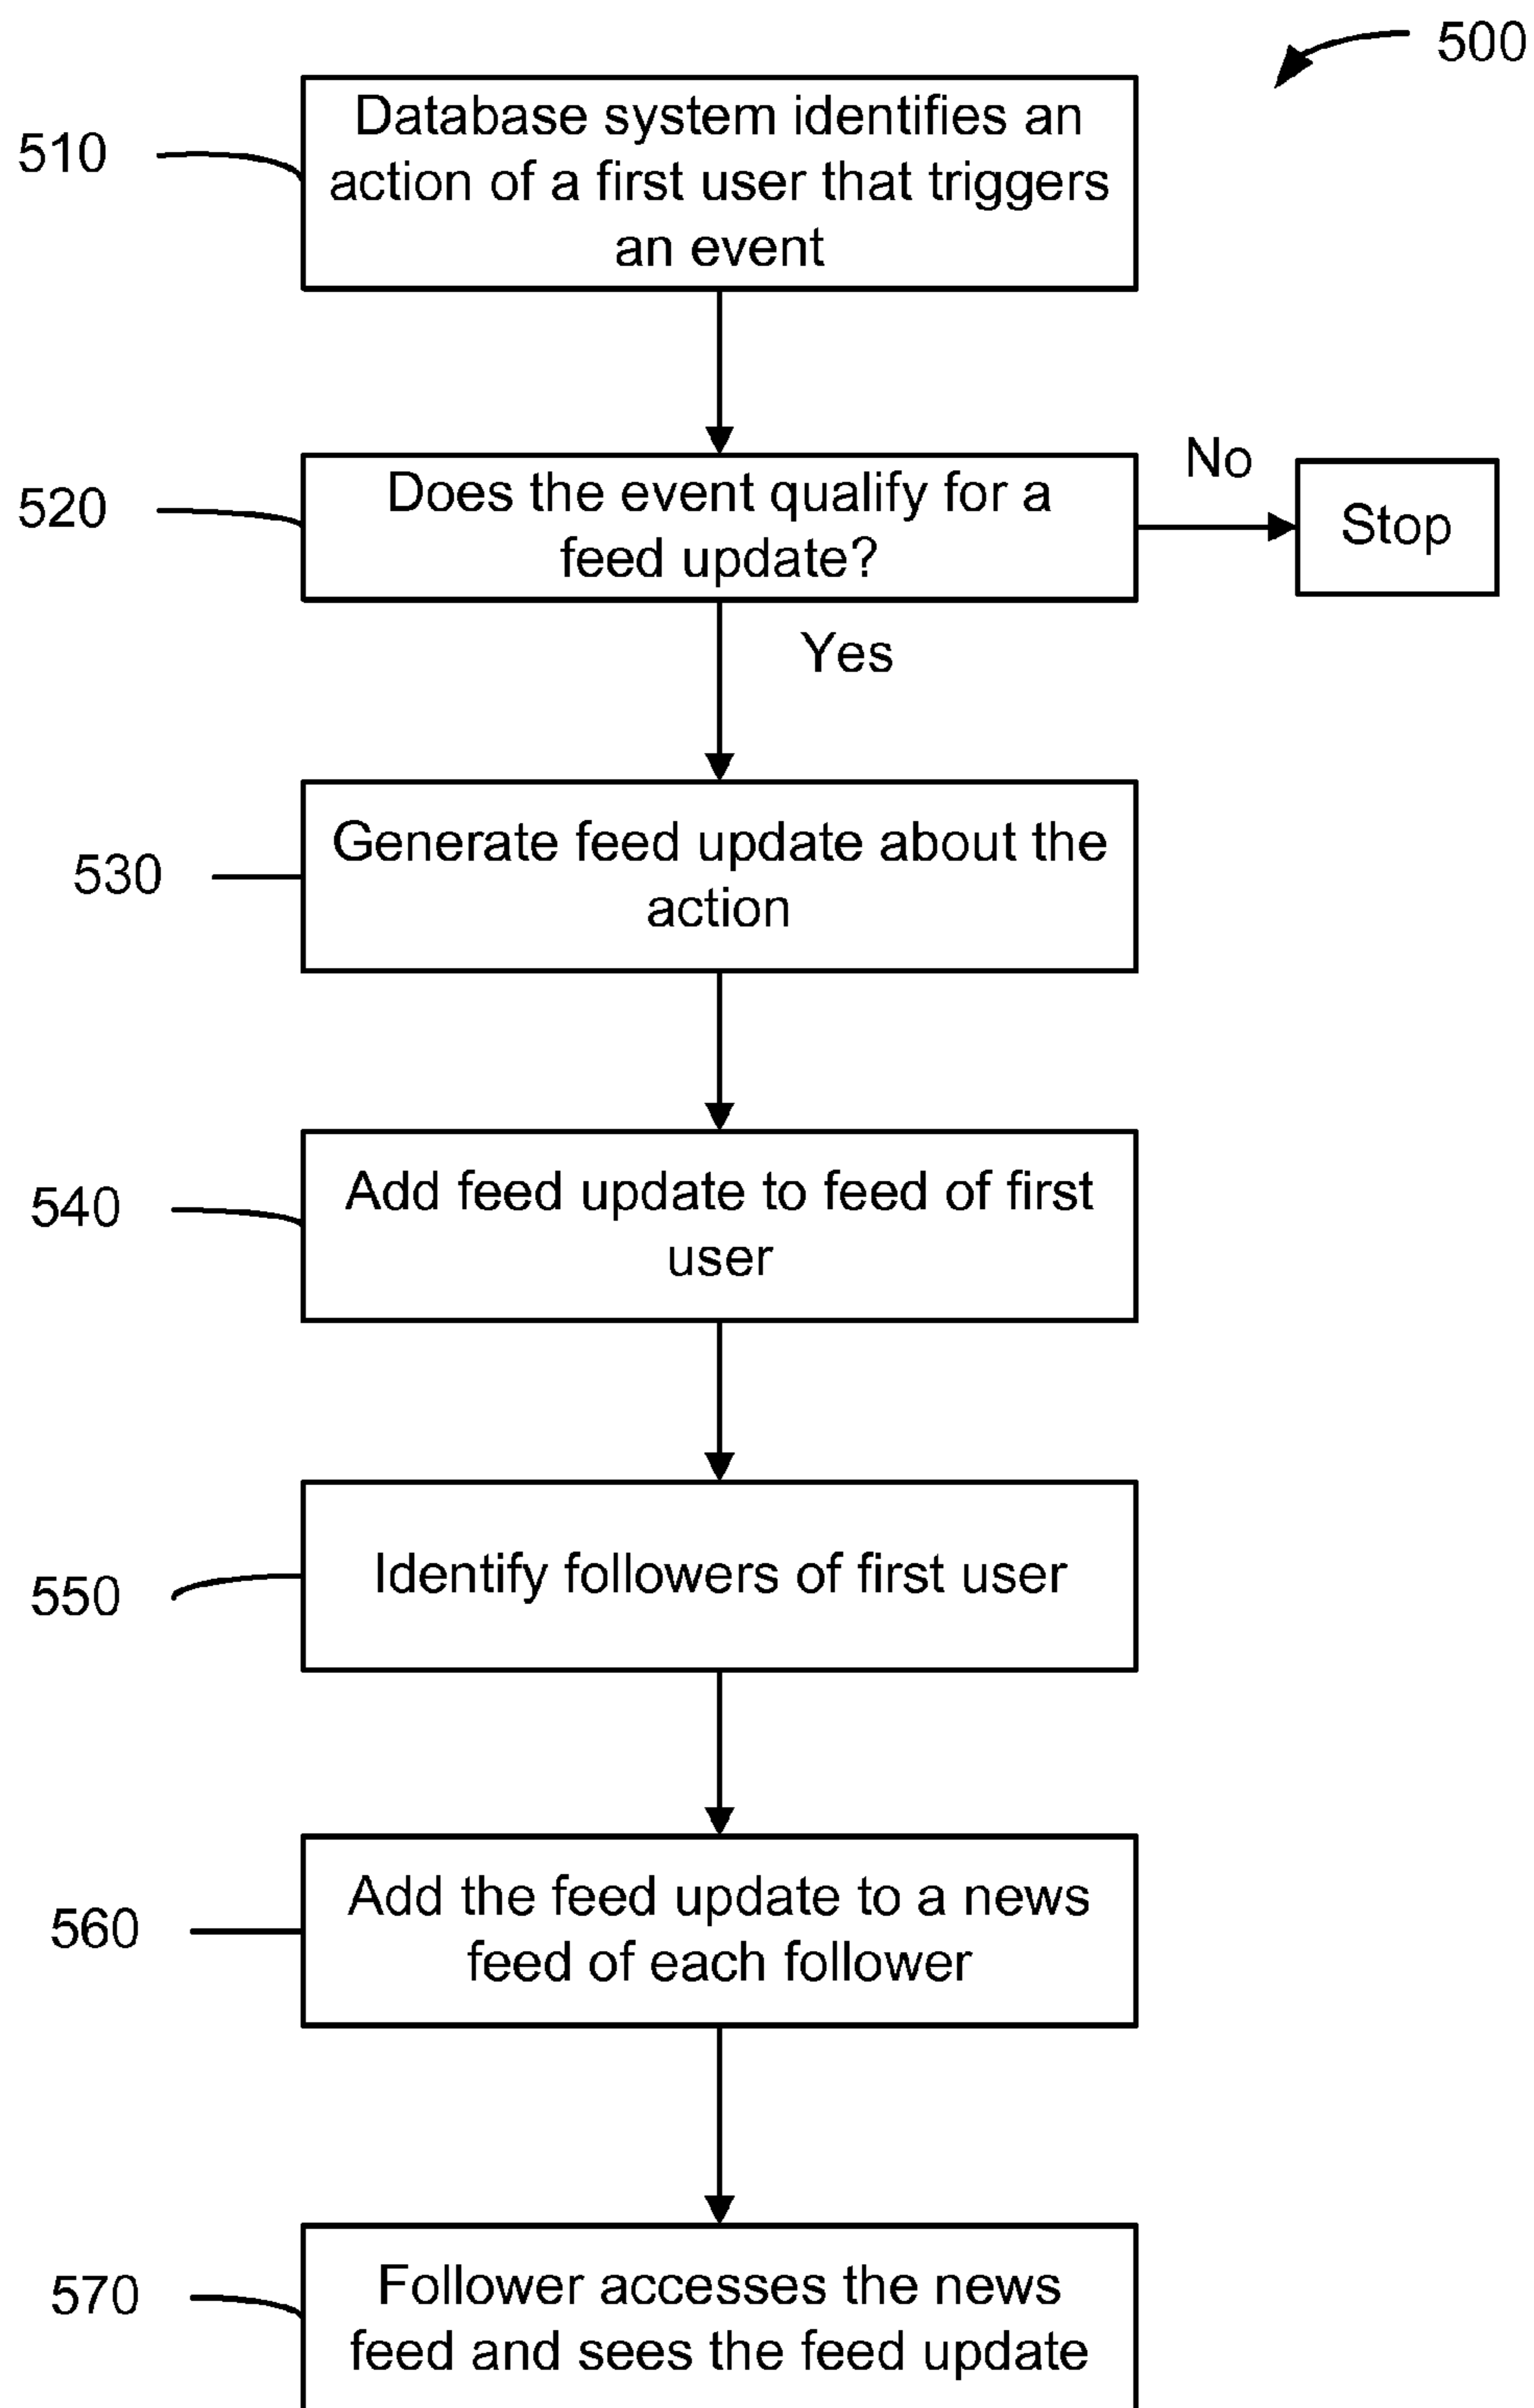 500
510
Database system identifies an
action of a first user that triggers
an event
520
Does the event qualify for a
feed update?
No
Stop
Yes
530
Generate feed update about the
action
540
Add feed update to feed of first
user
550
Identify followers of first user
560
Add the feed update to a news
feed of each follower
570
Follower accesses the news
feed and sees the feed update